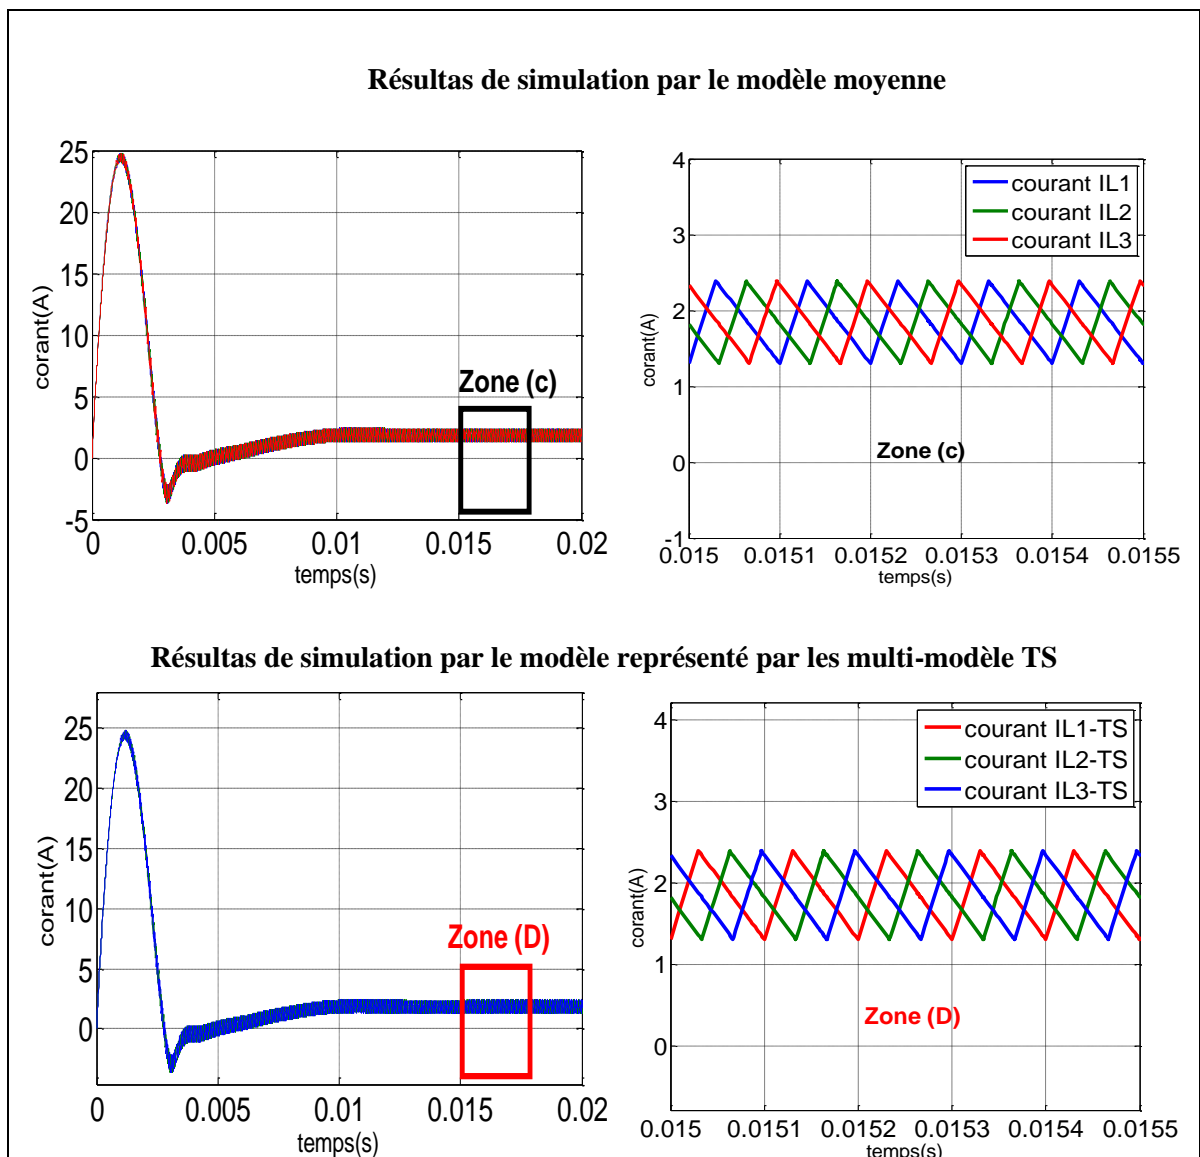 Résultas de simulation par le modèle moyenne
25
20
15
10
5
0
-5
corant(A)
Zone (c)
0 0.005 0.01 0.015 0.02
temps(s)
4
3
2
1
0
-1
corant(A)
courant IL1
courant IL2
courant IL3
Zone (c)
0.015 0.0151 0.0152 0.0153 0.0154 0.0155
temps(s)
Résultas de simulation par le modèle représenté par les multi-modèle TS
25
20
15
10
5
0
corant(A)
Zone (D)
0 0.005 0.01 0.015 0.02
temps(s)
4
3
2
1
0
corant(A)
courant IL1-TS
courant IL2-TS
courant IL3-TS
Zone (D)
0.015 0.0151 0.0152 0.0153 0.0154 0.0155
temps(s)